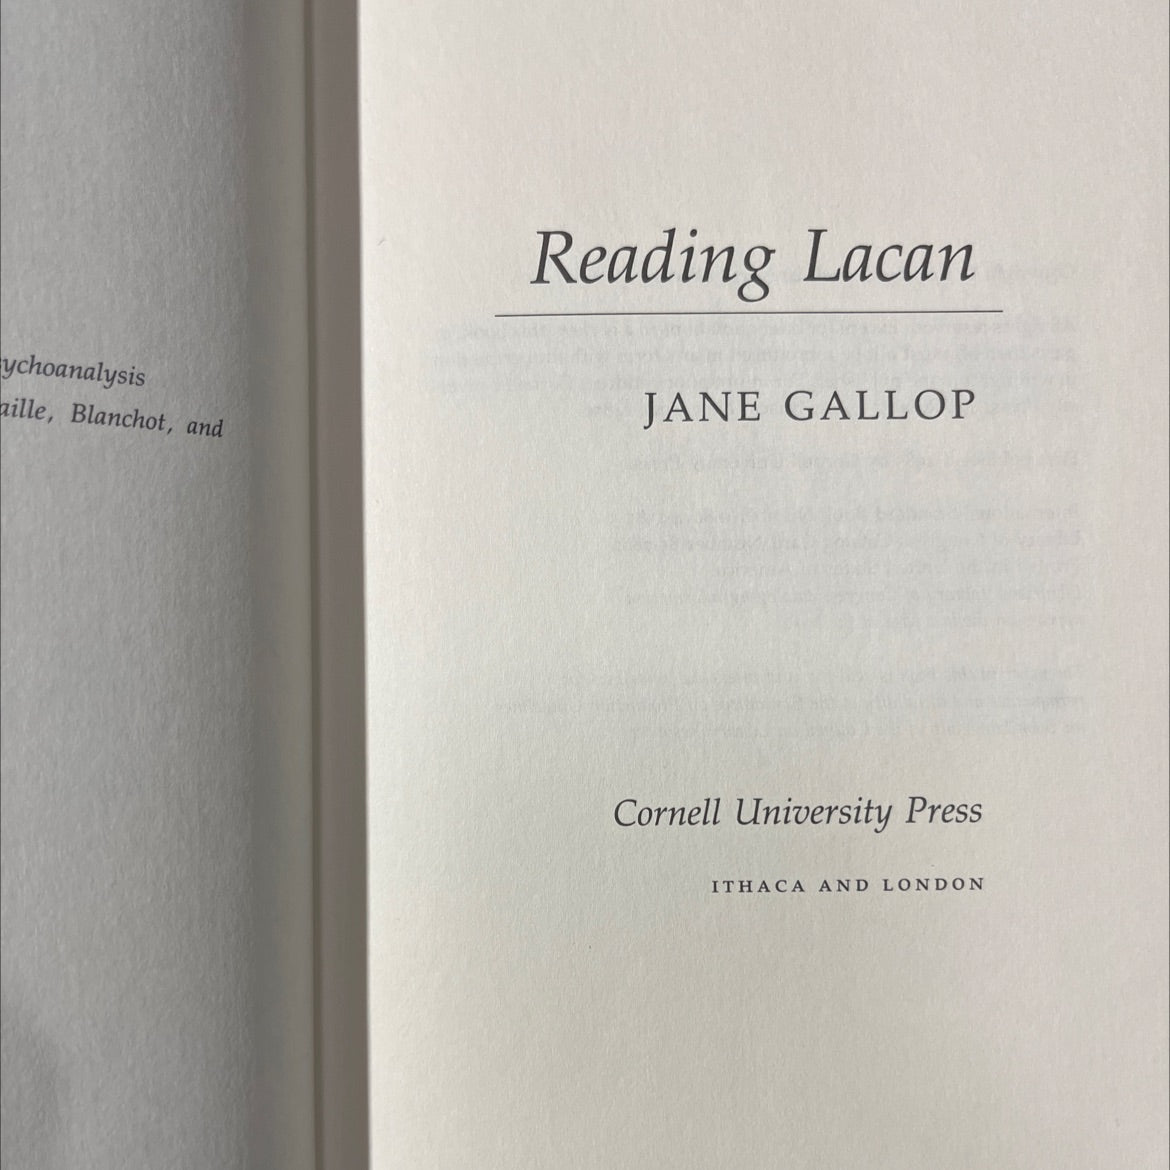 ychoanalysis
aille, Blanchot, and
Reading Lacan
JANE GALLOP
Cornell University Press
ITHACA AND LONDON